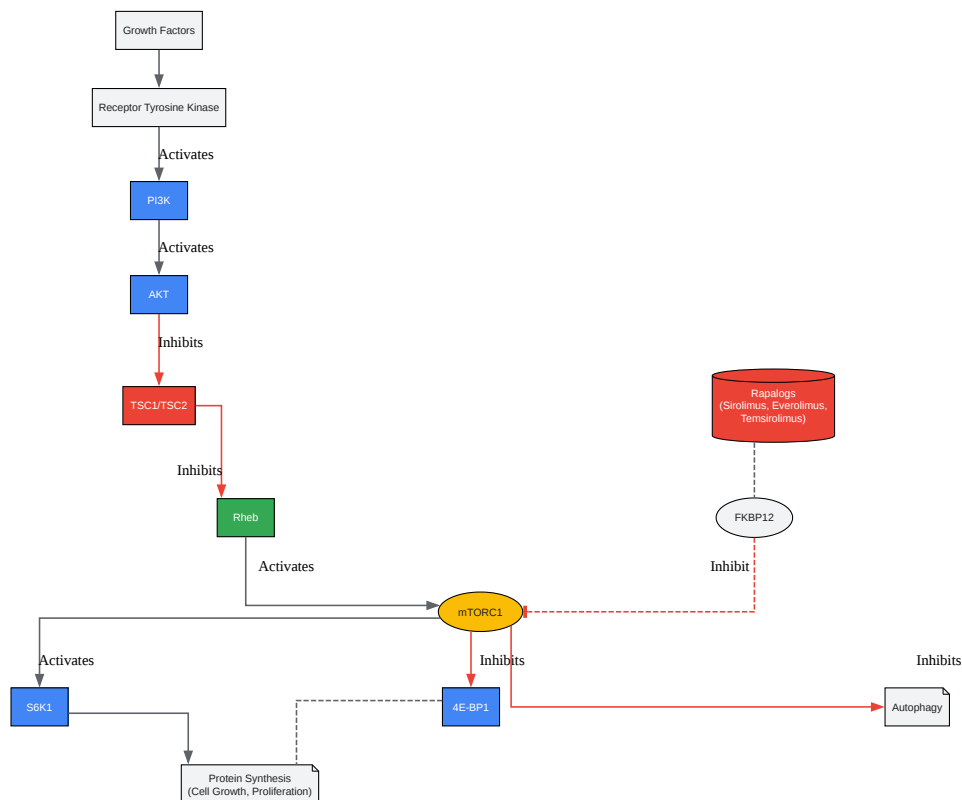 Growth Factors
Receptor Tyrosine Kinase
Activates
PI3K
Activates
AKT
Inhibits
TSC1/TSC2
Rapalogs
(Sirolimus, Everolimus,
Temsirolimus)
Inhibits
Rheb
FKBP12
Activates
Inhibit
mTORC1
Activates
Inhibits
Inhibits
S6K1
4E-BP1
Autophagy
Protein Synthesis
(Cell Growth, Proliferation)